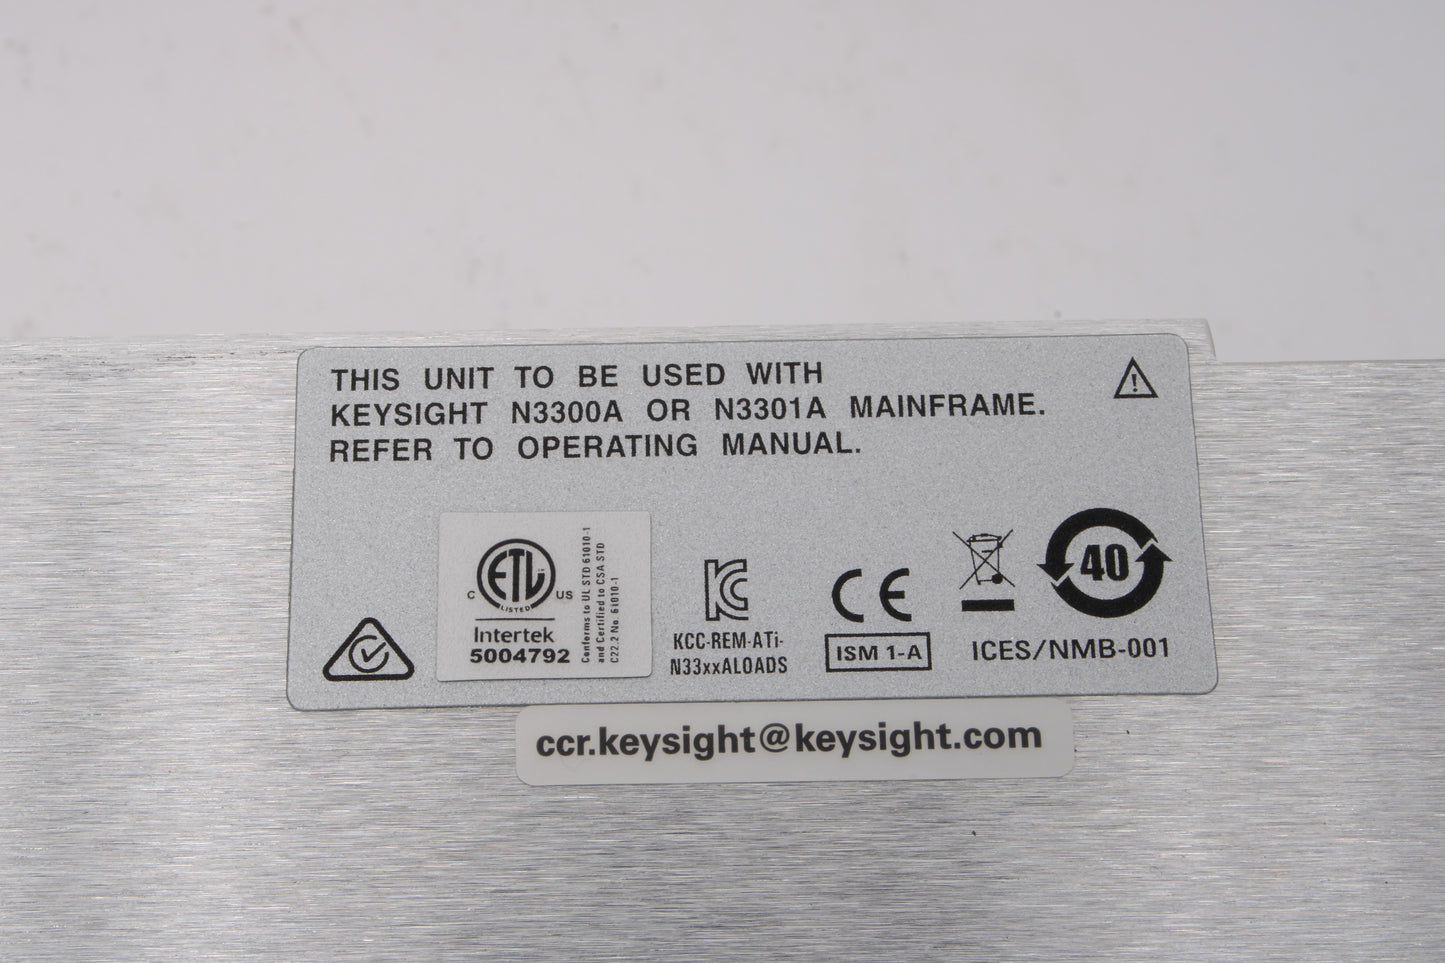 THIS UNIT TO BE USED WITH
KEYSIGHT N3300A OR N3301A MAINFRAME.
REFER TO OPERATING MANUAL.
ETL
C US
LISTED
Intertek
5004792
Conforms to UL STD 61010-1
and Certified to CSA STD
C22.2 No. 61010-1
KCC-REM-ATi-
N33xxALOADS
CE
ISM 1-A
40
ICES/NMB-001
ccr.keysight@keysight.com